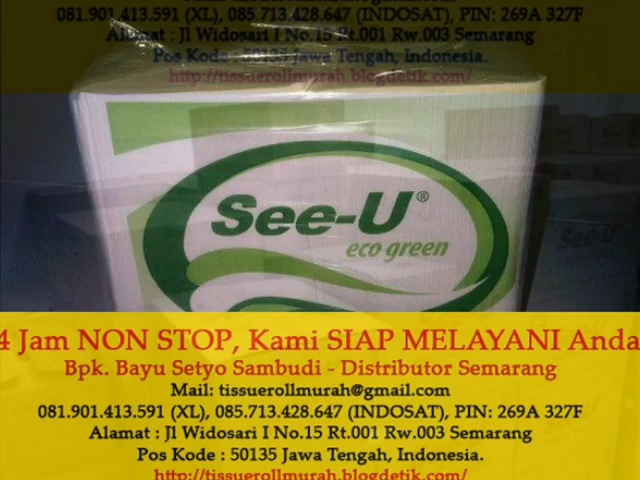 081.901.413.591 (XL), 085.713.428.647 (INDOSAT), PIN: 269A 327F
Alamat : Jl Widosari I No.15 Rt.001 Rw.003 Semarang
Pos Kode : 50135 Jawa Tengah, Indonesia.
http://tissuerollmurah.blogdetik.com/
See-U®
eco green
See-U
4 Jam NON STOP, Kami SIAP MELAYANI Anda
Bpk. Bayu Setyo Sambudi - Distributor Semarang
Mail: tissuerollmurah@gmail.com
081.901.413.591 (XL), 085.713.428.647 (INDOSAT), PIN: 269A 327F
Alamat : Jl Widosari I No.15 Rt.001 Rw.003 Semarang
Pos Kode : 50135 Jawa Tengah, Indonesia.
http://tissuerollmurah.blogdetik.com/